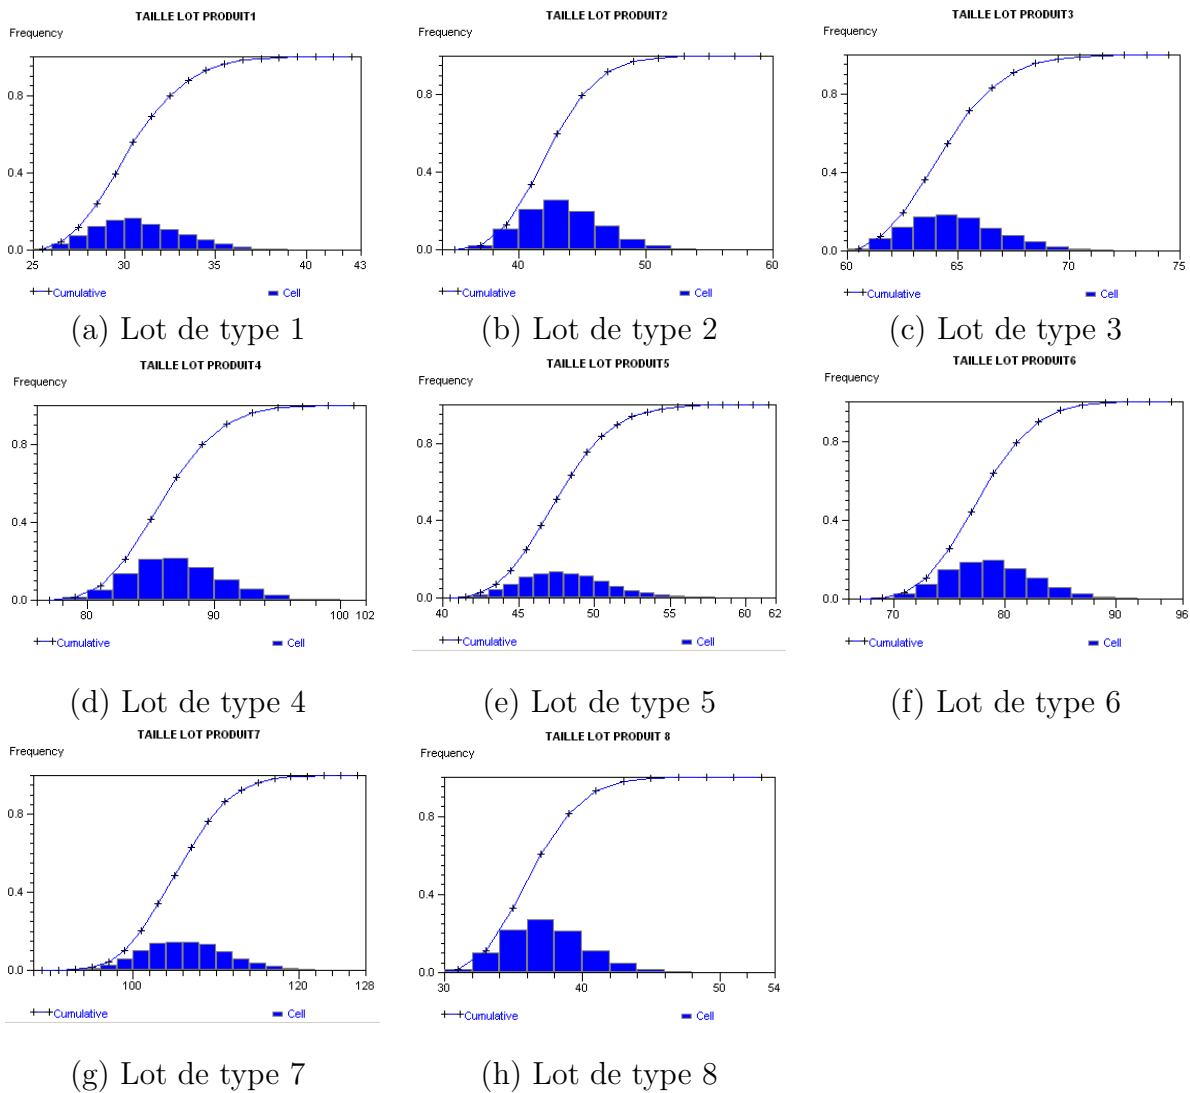 TAILLE LOT PRODUIT1
Frequency
0.8
0.4
0.0
25 30 35 40 43
Cumulative Cell
(a) Lot de type 1
TAILLE LOT PRODUIT2
Frequency
0.8
0.4
0.0
40 50 60
Cumulative Cell
(b) Lot de type 2
TAILLE LOT PRODUIT3
Frequency
0.8
0.4
0.0
60 65 70 75
Cumulative Cell
(c) Lot de type 3
TAILLE LOT PRODUIT4
Frequency
0.8
0.4
0.0
80 90 100 102
Cumulative Cell
(d) Lot de type 4
TAILLE LOT PRODUIT5
Frequency
0.8
0.4
0.0
40 45 50 55 60 62
Cumulative Cell
(e) Lot de type 5
TAILLE LOT PRODUIT6
Frequency
0.8
0.4
0.0
70 80 90 96
Cumulative Cell
(f) Lot de type 6
TAILLE LOT PRODUIT7
Frequency
0.8
0.4
0.0
100 120 128
Cumulative Cell
(g) Lot de type 7
TAILLE LOT PRODUIT 8
Frequency
0.8
0.4
0.0
30 40 50 54
Cumulative Cell
(h) Lot de type 8